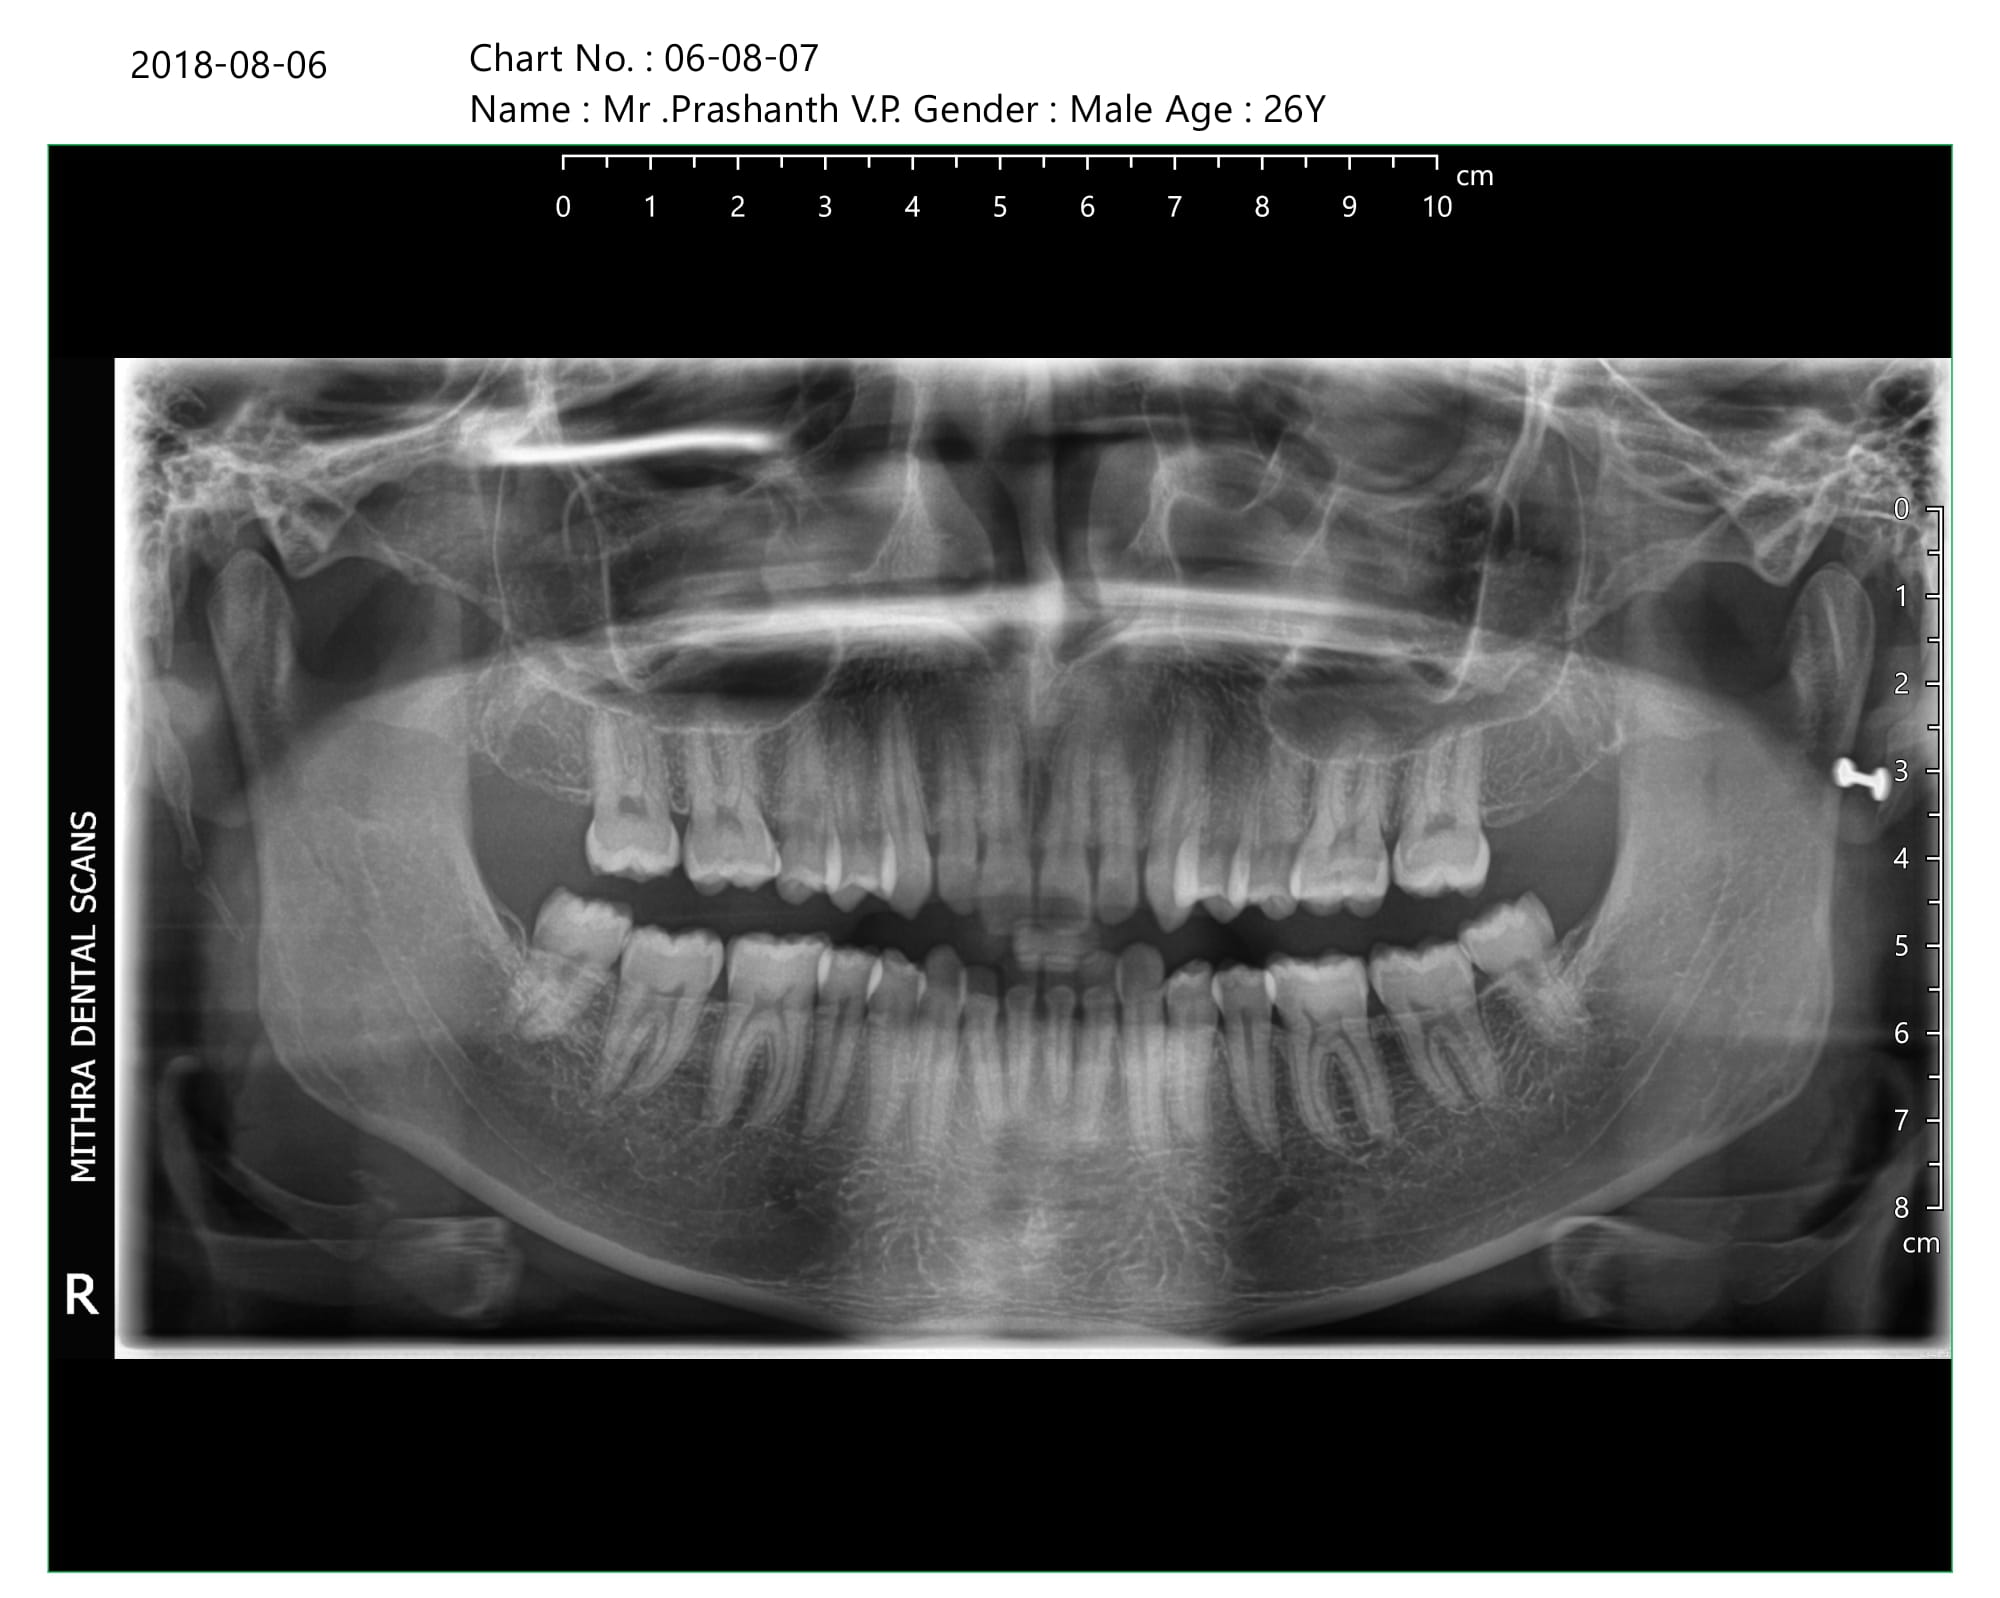 2018-08-06
Chart No. : 06-08-07
Name : Mr .Prashanth V.P. Gender : Male Age : 26Y
0 1 2 3 4 5 6 7 8 9 10 cm
0
1
2
3
4
5
6
7
8
cm
MITHRA DENTAL SCANS
R